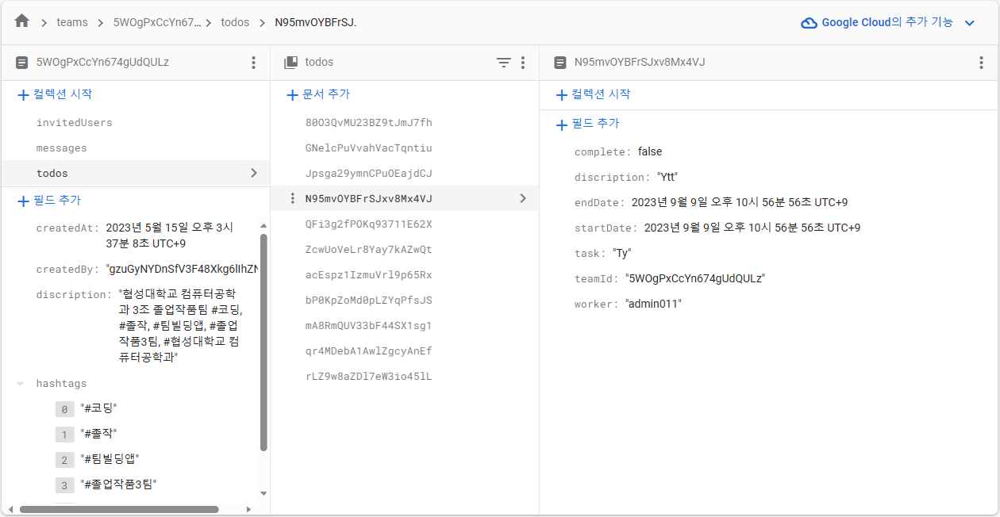 teams
5WOgPxCcYn67...
todos
N95mvOYBFrSJ.
Google Cloud의 추가 기능
5WOgPxCcYn674gUdQULz
컬렉션 시작
invitedUsers
messages
todos
필드 추가
createdAt: 2023년 5월 15일 오후 3시
37분 8초 UTC+9
createdBy: "gzuGyNYDnSfV3F48Xkg6lIhZN
discription: "협성대학교 컴퓨터공학
과 3조 졸업작품팀 #코딩,
#졸작, #팀빌딩앱, #졸업
작품3팀, #협성대학교 컴
퓨터공학과"
hashtags
0 "#코딩"
1 "#졸작"
2 "#팀빌딩앱"
3 "#졸업작품3팀"
todos
문서 추가
80O3QvMU23BZ9tJmJ7fh
GNelcPuVvahVacTqntiu
Jpsga29ymnCPuOEajdCJ
N95mvOYBFrSJxv8Mx4VJ
QFi3g2fPOKq93711E62X
ZcwUoVeLr8Yay7kAZwQt
acEspz1IzmuVrl9p65Rx
bP0KpZoMd0pLZYqPfsJS
mA8RmQUV33bF44SX1sg1
qr4MDebA1AwlZgcyAnEf
rLZ9w8aZDl7eW3io45lL
N95mvOYBFrSJxv8Mx4VJ
컬렉션 시작
필드 추가
complete: false
discription: "Ytt"
endDate: 2023년 9월 9일 오후 10시 56분 56초 UTC+9
startDate: 2023년 9월 9일 오후 10시 56분 56초 UTC+9
task: "Ty"
teamId: "5WOgPxCcYn674gUdQULz"
worker: "admin011"